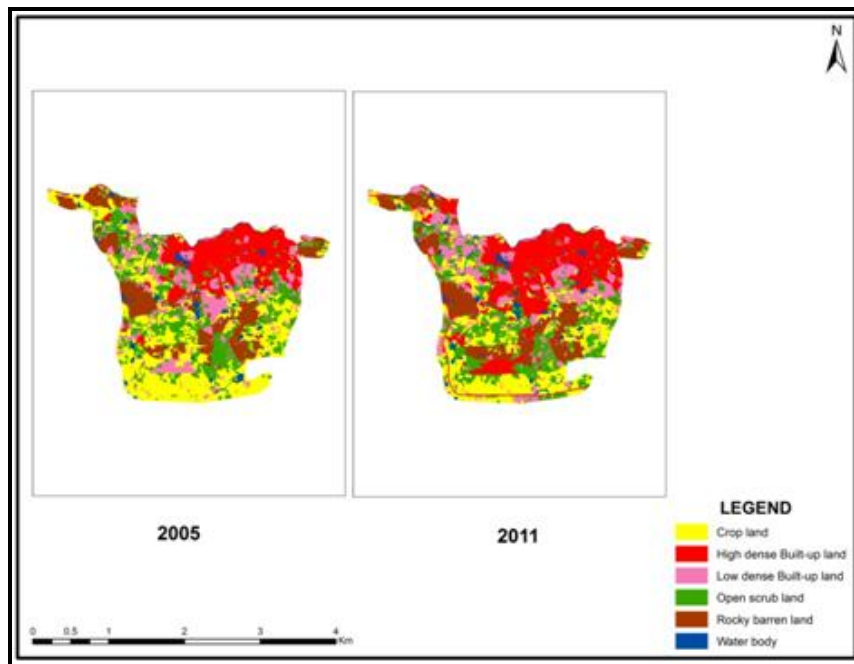 N
2005
2011
LEGEND
Crop land
High dense Built-up land
Low dense Built-up land
Open scrub land
Rocky barren land
Water body
0 0.5 1 2 3 4
Km